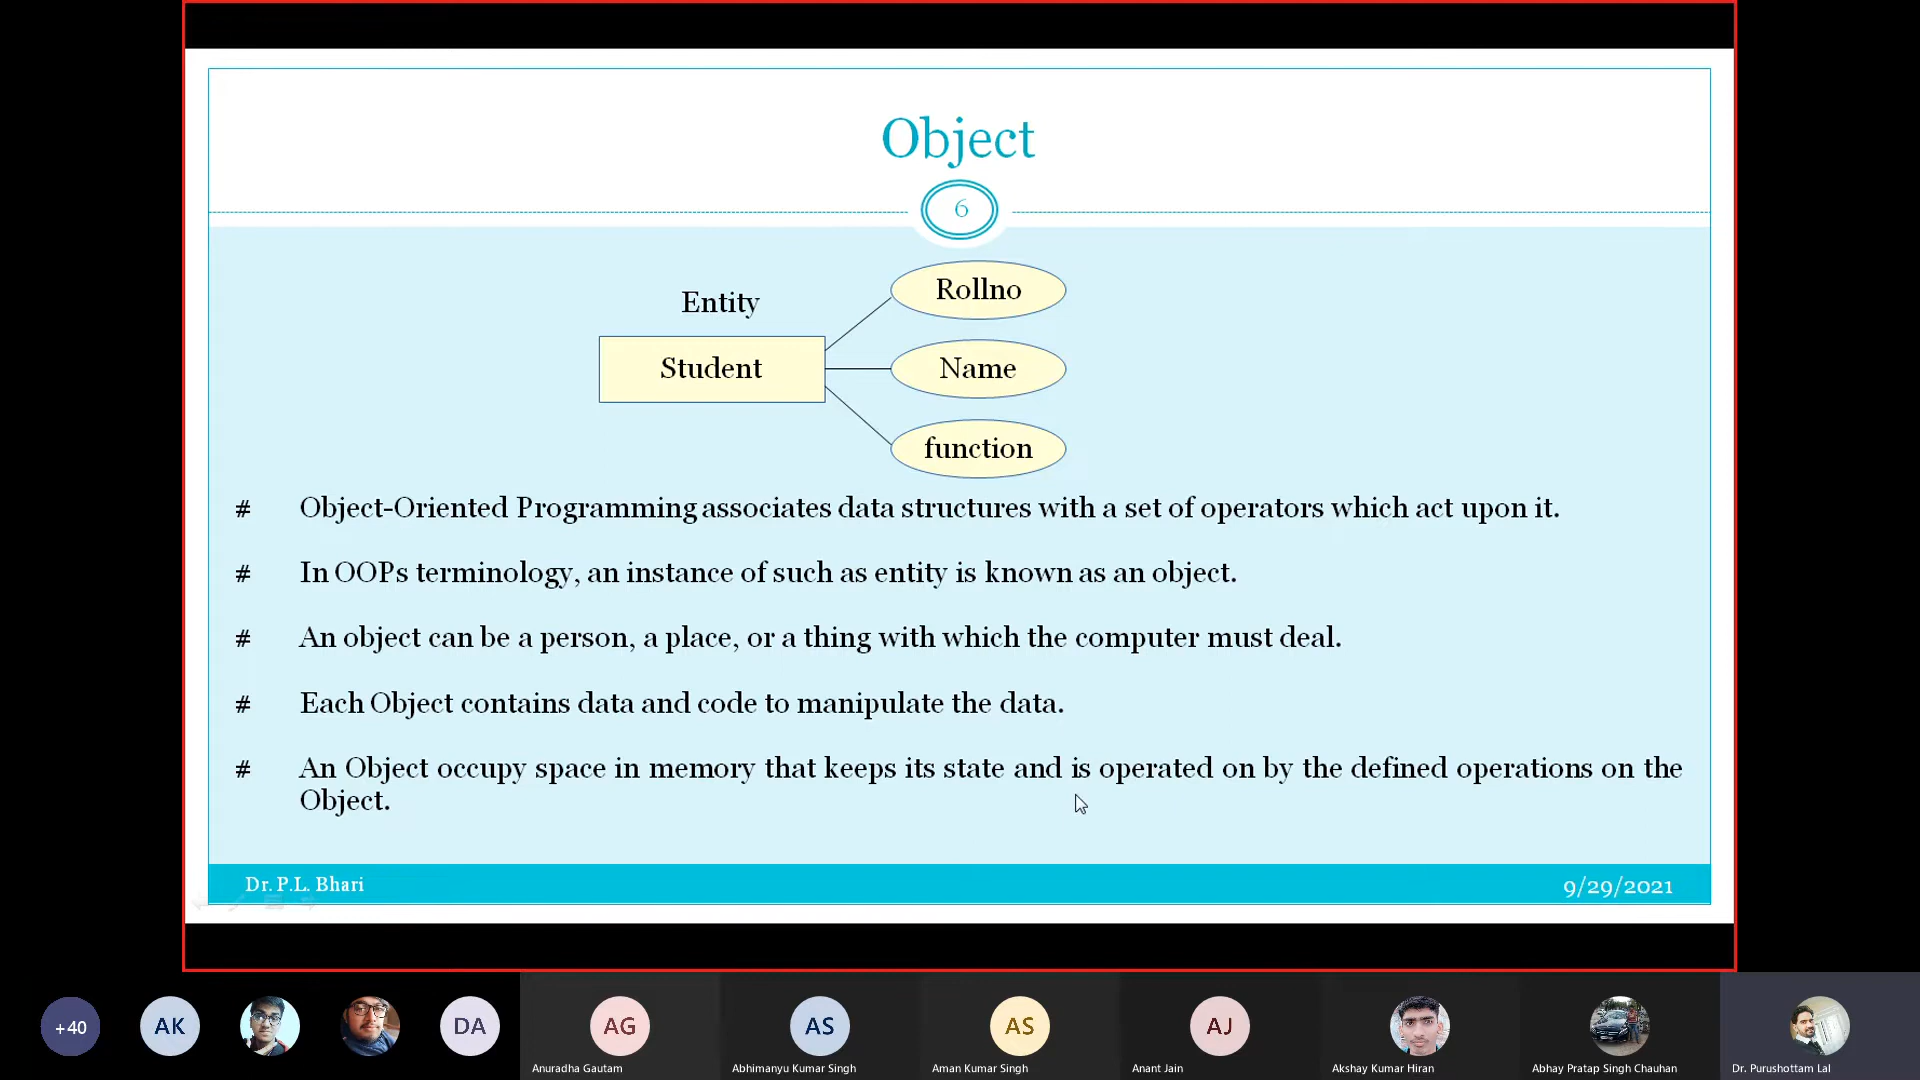 Object
6
Entity
Rollno
Student
Name
function
# Object-Oriented Programming associates data structures with a set of operators which act upon it.
# In OOPs terminology, an instance of such as entity is known as an object.
# An object can be a person, a place, or a thing with which the computer must deal.
# Each Object contains data and code to manipulate the data.
# An Object occupy space in memory that keeps its state and is operated on by the defined operations on the
Object.
Dr. P.L. Bhari
9/29/2021
+40
AK
DA
AG
AS
AS
AJ
Anuradha Gautam
Abhimanyu Kumar Singh
Aman Kumar Singh
Anant Jain
Akshay Kumar Hiran
Abhay Pratap Singh Chauhan
Dr. Purushottam Lal